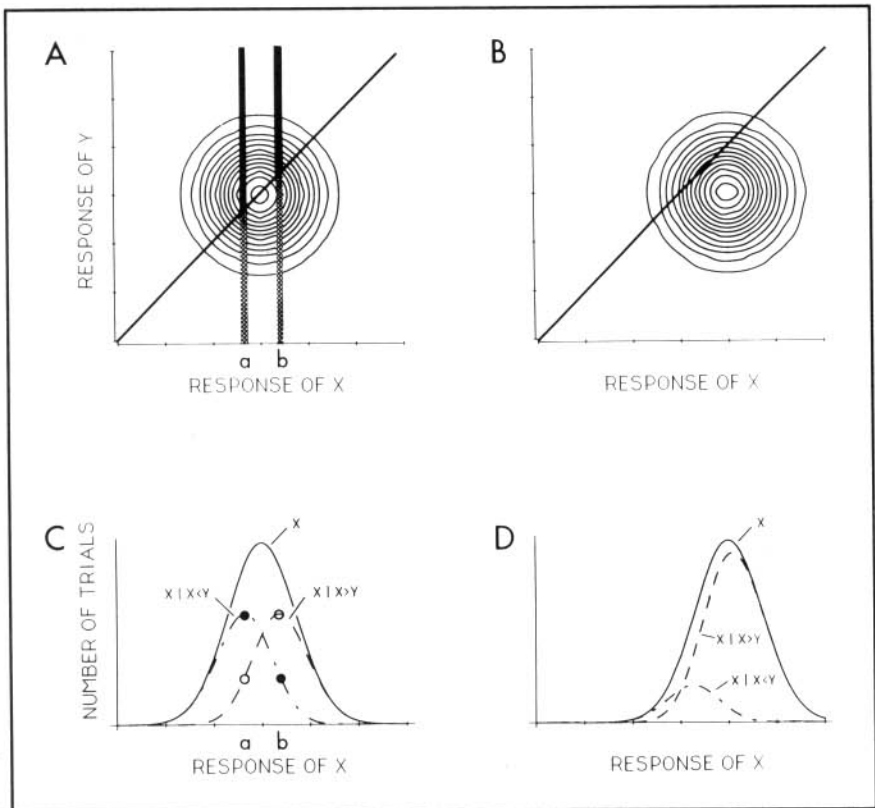 A
RESPONSE OF Y
a b
RESPONSE OF X
B
RESPONSE OF X
C
NUMBER OF TRIALS
X
X | X<Y
X | X>Y
a b
RESPONSE OF X
D
X
X | X>Y
X | X<Y
RESPONSE OF X